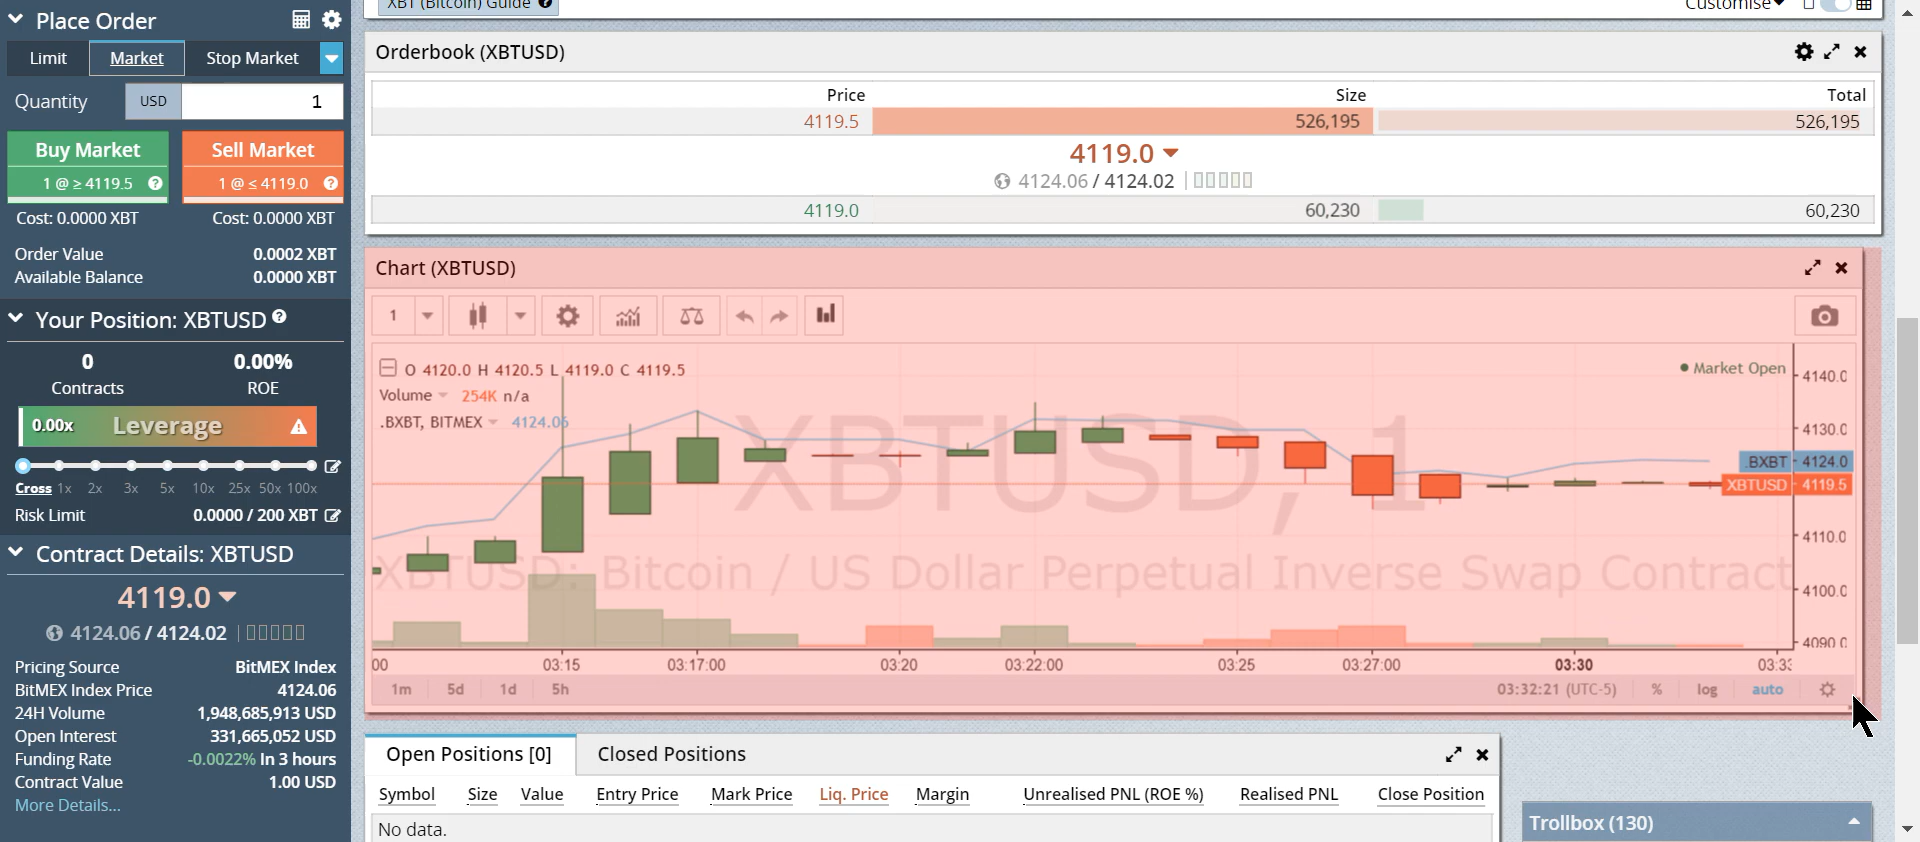 Place Order
Limit Market Stop Market
Quantity USD 1
Buy Market Sell Market
1 @ ≥ 4119.5 ? 1 @ ≤ 4119.0 ?
Cost: 0.0000 XBT Cost: 0.0000 XBT
Order Value 0.0002 XBT
Available Balance 0.0000 XBT
Your Position: XBTUSD ?
0 0.00%
Contracts ROE
0.00x Leverage
Cross 1x 2x 3x 5x 10x 25x 50x 100x
Risk Limit 0.0000 / 200 XBT
Contract Details: XBTUSD
4119.0
4124.06 / 4124.02
Pricing Source BitMEX Index
BitMEX Index Price 4124.06
24H Volume 1,948,685,913 USD
Open Interest 331,665,052 USD
Funding Rate -0.0022% In 3 hours
Contract Value 1.00 USD
More Details...
XBT (Bitcoin) Guide ? Customise
Orderbook (XBTUSD)
Price Size Total
4119.5 526,195 526,195
4119.0
4124.06 / 4124.02
4119.0 60,230 60,230
Chart (XBTUSD)
1
O 4120.0 H 4120.5 L 4119.0 C 4119.5
Market Open
Volume 254K n/a
.BXBT, BITMEX 4124.06
XBTUSD, 1
XBTUSD: Bitcoin / US Dollar Perpetual Inverse Swap Contract
4140.0
4130.0
.BXBT 4124.0
XBTUSD 4119.5
4110.0
4100.0
4090.0
00 03:15 03:17:00 03:20 03:22:00 03:25 03:27:00 03:30 03:3
1m 5d 1d 5h 03:32:21 (UTC-5) % log auto
Open Positions [0] Closed Positions
Symbol Size Value Entry Price Mark Price Liq. Price Margin Unrealised PNL (ROE %) Realised PNL Close Position
No data.
Trollbox (130)